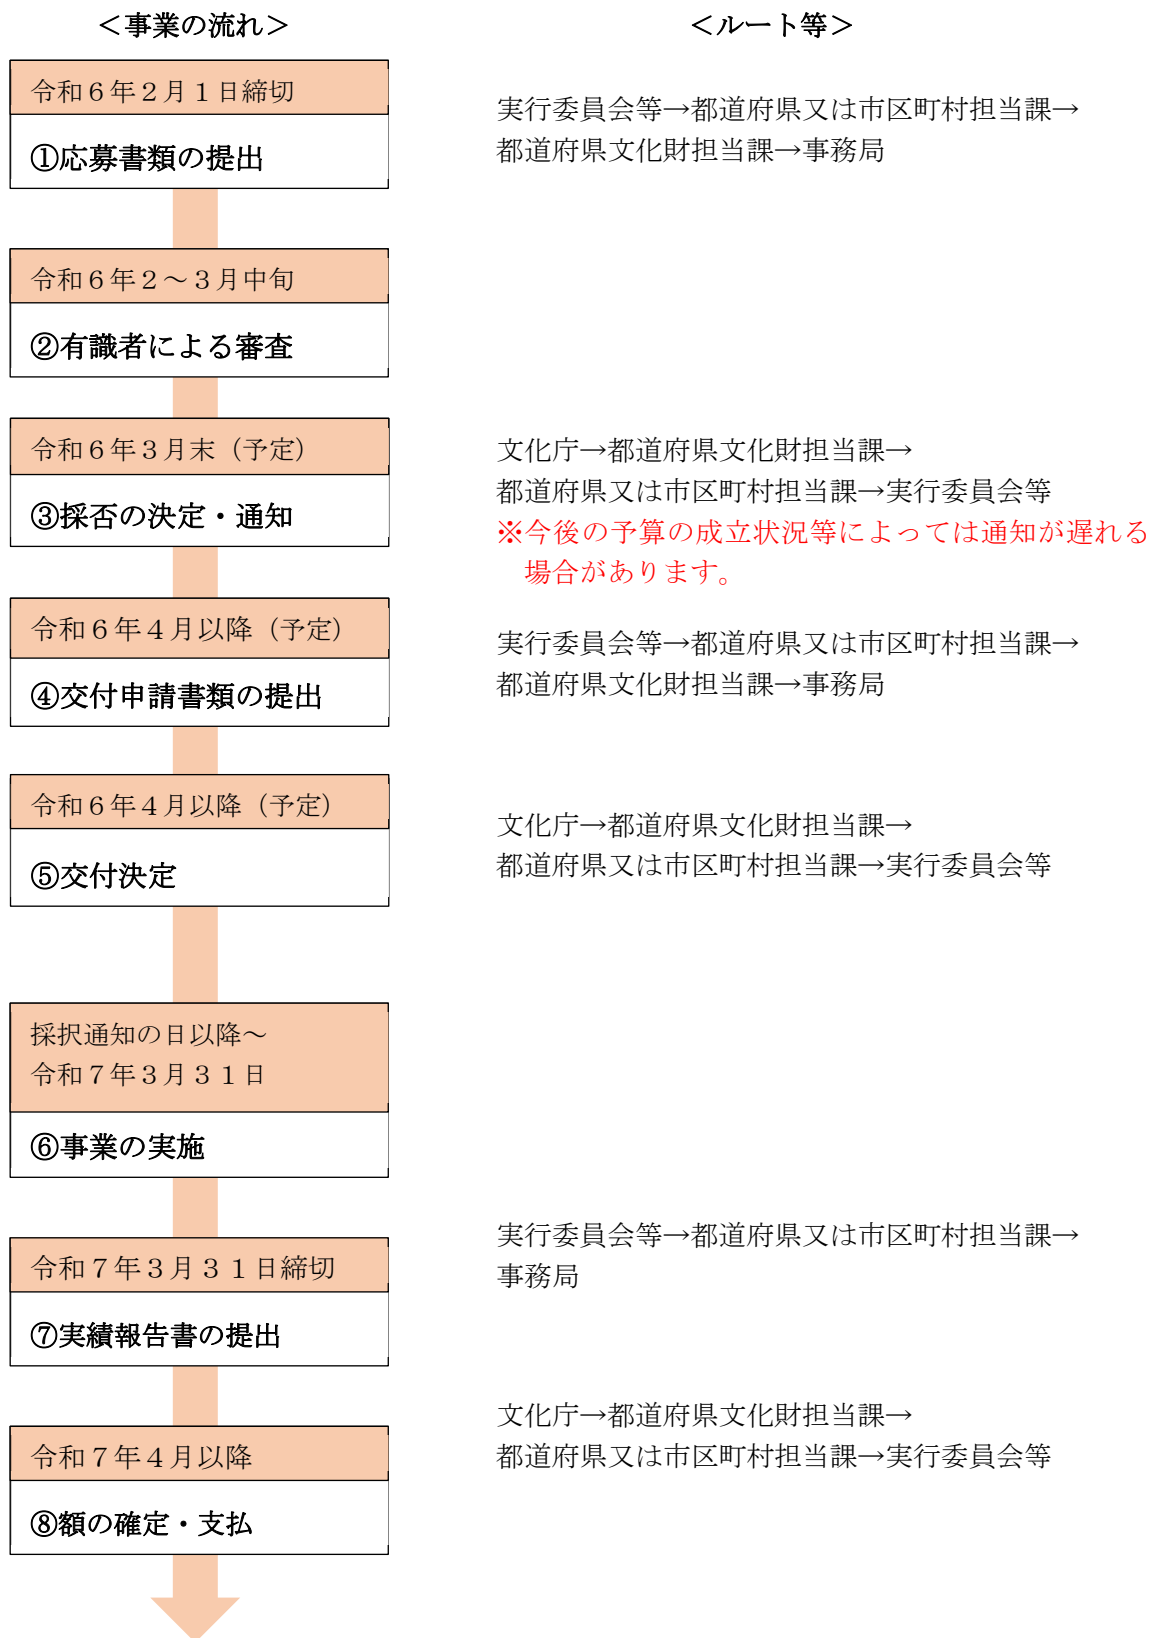 ＜事業の流れ＞
＜ルート等＞
令和６年２月１日締切
①応募書類の提出
実行委員会等→都道府県又は市区町村担当課→
都道府県文化財担当課→事務局
令和６年２～３月中旬
②有識者による審査
令和６年３月末（予定）
③採否の決定・通知
文化庁→都道府県文化財担当課→
都道府県又は市区町村担当課→実行委員会等
※今後の予算の成立状況等によっては通知が遅れる
場合があります。
令和６年４月以降（予定）
④交付申請書類の提出
実行委員会等→都道府県又は市区町村担当課→
都道府県文化財担当課→事務局
令和６年４月以降（予定）
⑤交付決定
文化庁→都道府県文化財担当課→
都道府県又は市区町村担当課→実行委員会等
採択通知の日以降～
令和７年３月３１日
⑥事業の実施
令和７年３月３１日締切
⑦実績報告書の提出
実行委員会等→都道府県又は市区町村担当課→
事務局
令和７年４月以降
⑧額の確定・支払
文化庁→都道府県文化財担当課→
都道府県又は市区町村担当課→実行委員会等